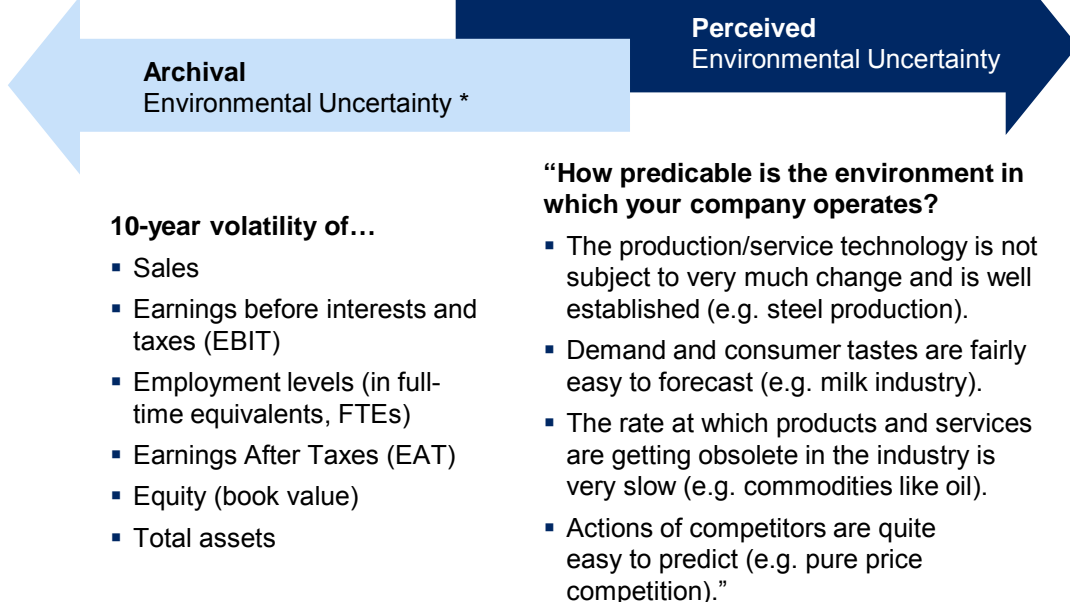 Perceived
Environmental Uncertainty
Archival
Environmental Uncertainty *
10-year volatility of…
▪ Sales
▪ Earnings before interests and
taxes (EBIT)
▪ Employment levels (in full-
time equivalents, FTEs)
▪ Earnings After Taxes (EAT)
▪ Equity (book value)
▪ Total assets
“How predicable is the environment in
which your company operates?
▪ The production/service technology is not
subject to very much change and is well
established (e.g. steel production).
▪ Demand and consumer tastes are fairly
easy to forecast (e.g. milk industry).
▪ The rate at which products and services
are getting obsolete in the industry is
very slow (e.g. commodities like oil).
▪ Actions of competitors are quite
easy to predict (e.g. pure price
competition).”